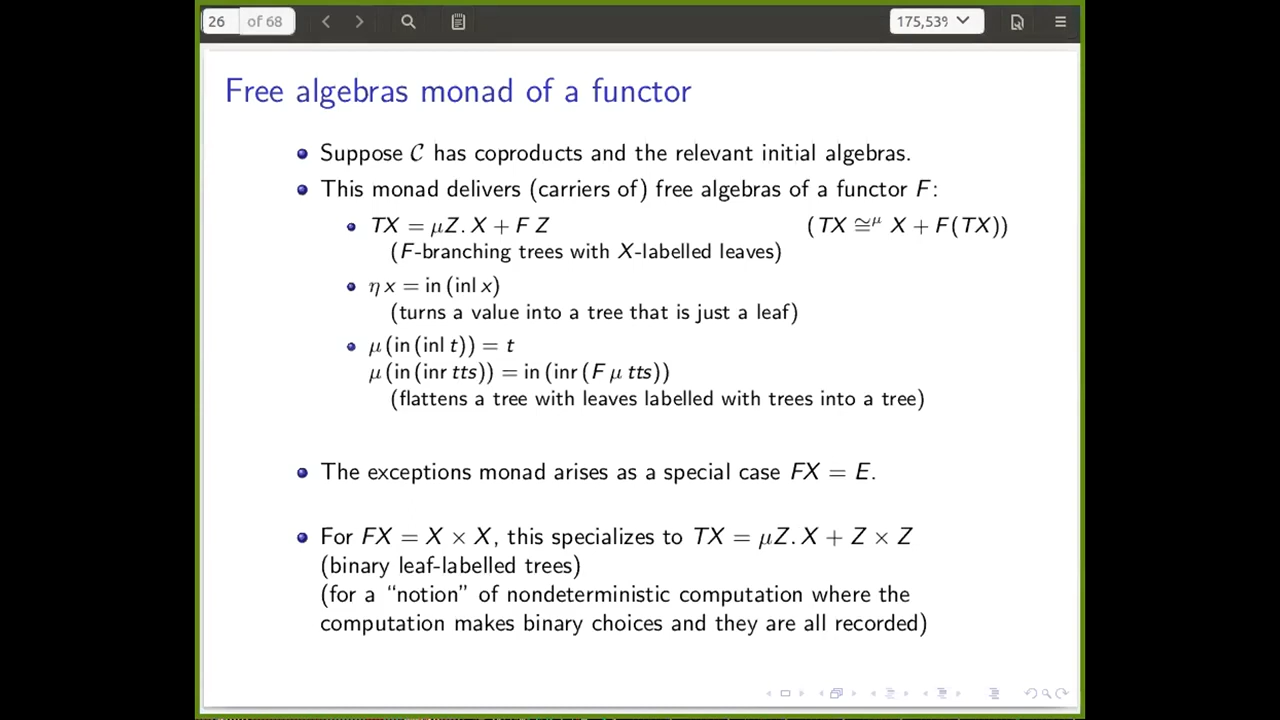 26 of 68 175,53%
Free algebras monad of a functor
Suppose 𝒞 has coproducts and the relevant initial algebras.
This monad delivers (carriers of) free algebras of a functor F:
TX = μZ. X + F Z (TX ≅^μ X + F(TX))
(F-branching trees with X-labelled leaves)
η x = in (inl x)
(turns a value into a tree that is just a leaf)
μ (in (inl t)) = t
μ (in (inr tts)) = in (inr (F μ tts))
(flattens a tree with leaves labelled with trees into a tree)
The exceptions monad arises as a special case FX = E.
For FX = X × X, this specializes to TX = μZ. X + Z × Z
(binary leaf-labelled trees)
(for a “notion” of nondeterministic computation where the
computation makes binary choices and they are all recorded)